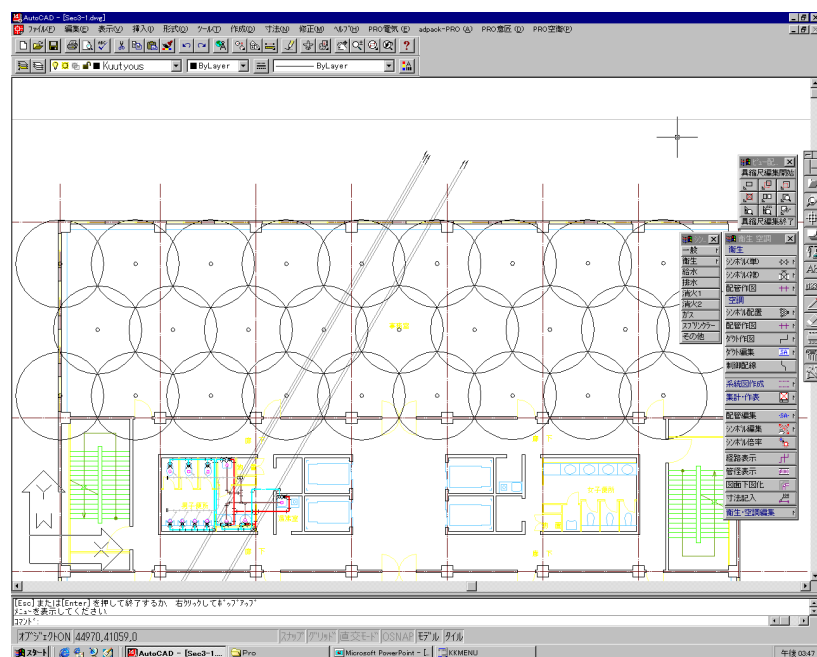 AutoCAD - [Sec3-1.dwg]
ﾌｧｲﾙ(F) 編集(E) 表示(V) 挿入(I) 形式(O) ﾂｰﾙ(T) 作成(D) 寸法(N) 修正(M) ﾍﾙﾌﾟ(H) PRO電気(E) adpack-PRO(A) PRO意匠(D) PRO空衛(P)
Kuutyous
ByLayer
ByLayer
異縮尺編集開始
異縮尺編集終了
一般
衛生
給水
排水
消火1
消火2
ガス
ｽﾌﾟﾘﾝｸﾗｰ
その他
衛生 空調
衛生
ｼﾝﾎﾞﾙ(単)
ｼﾝﾎﾞﾙ(複)
配管作図
空調
ｼﾝﾎﾞﾙ配置
配管作図
ﾀﾞｸﾄ作図
ﾀﾞｸﾄ編集
制御配線
系統図作成
集計・作表
配管編集
ｼﾝﾎﾞﾙ編集
ｼﾝﾎﾞﾙ倍率
経路表示
管径表示
図面下図化
寸法記入
衛生・空調編集
Y
W
X
[Esc]または[Enter]を押して終了するか、右ｸﾘｯｸしてﾎﾟｯﾌﾟｱｯﾌﾟ
ﾒﾆｭｰを表示してください
ｺﾏﾝﾄﾞ:
ｵﾌﾞｼﾞｪｸﾄON 44970,41059,0 ｽﾅｯﾌﾟ ｸﾞﾘｯﾄﾞ 直交ﾓｰﾄﾞ OSNAP ﾓﾃﾞﾙ ﾀｲﾙ
ｽﾀｰﾄ AutoCAD - [Sec3-1.... Pro Microsoft PowerPoint - [.. KKMENU 午後 03:47